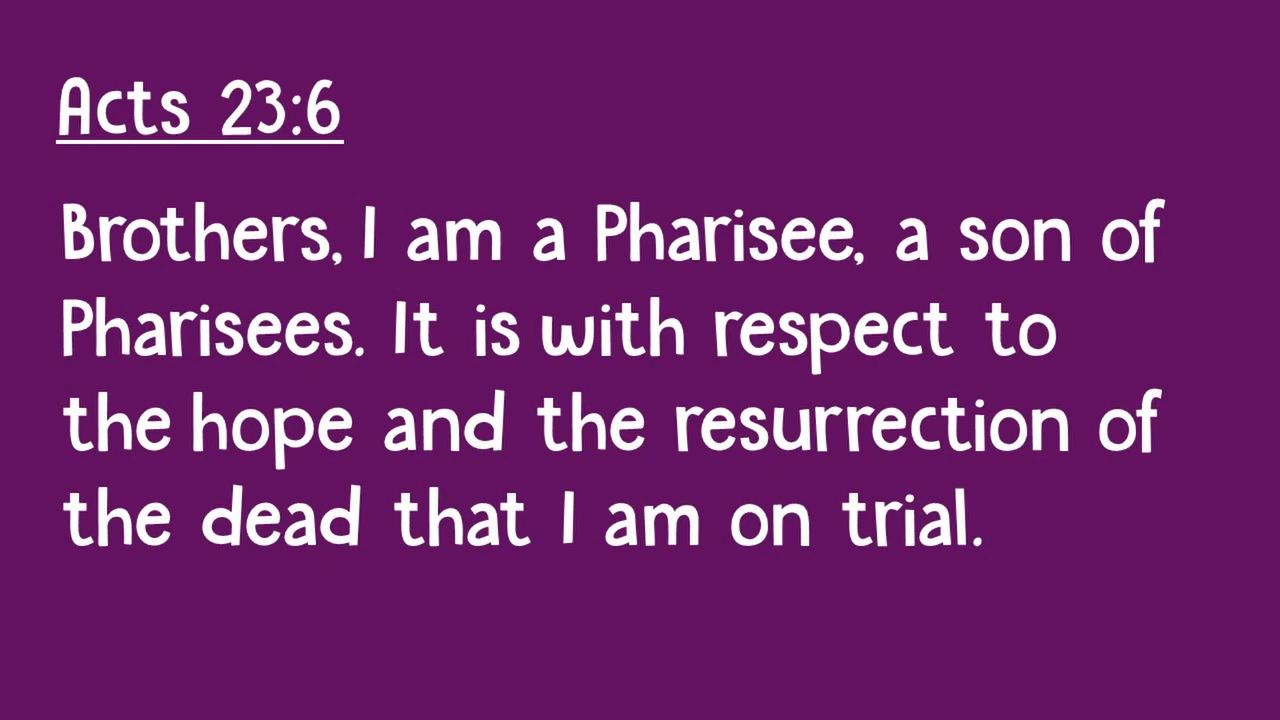 Acts 23:6
Brothers, I am a Pharisee, a son of
Pharisees. It is with respect to
the hope and the resurrection of
the dead that I am on trial.